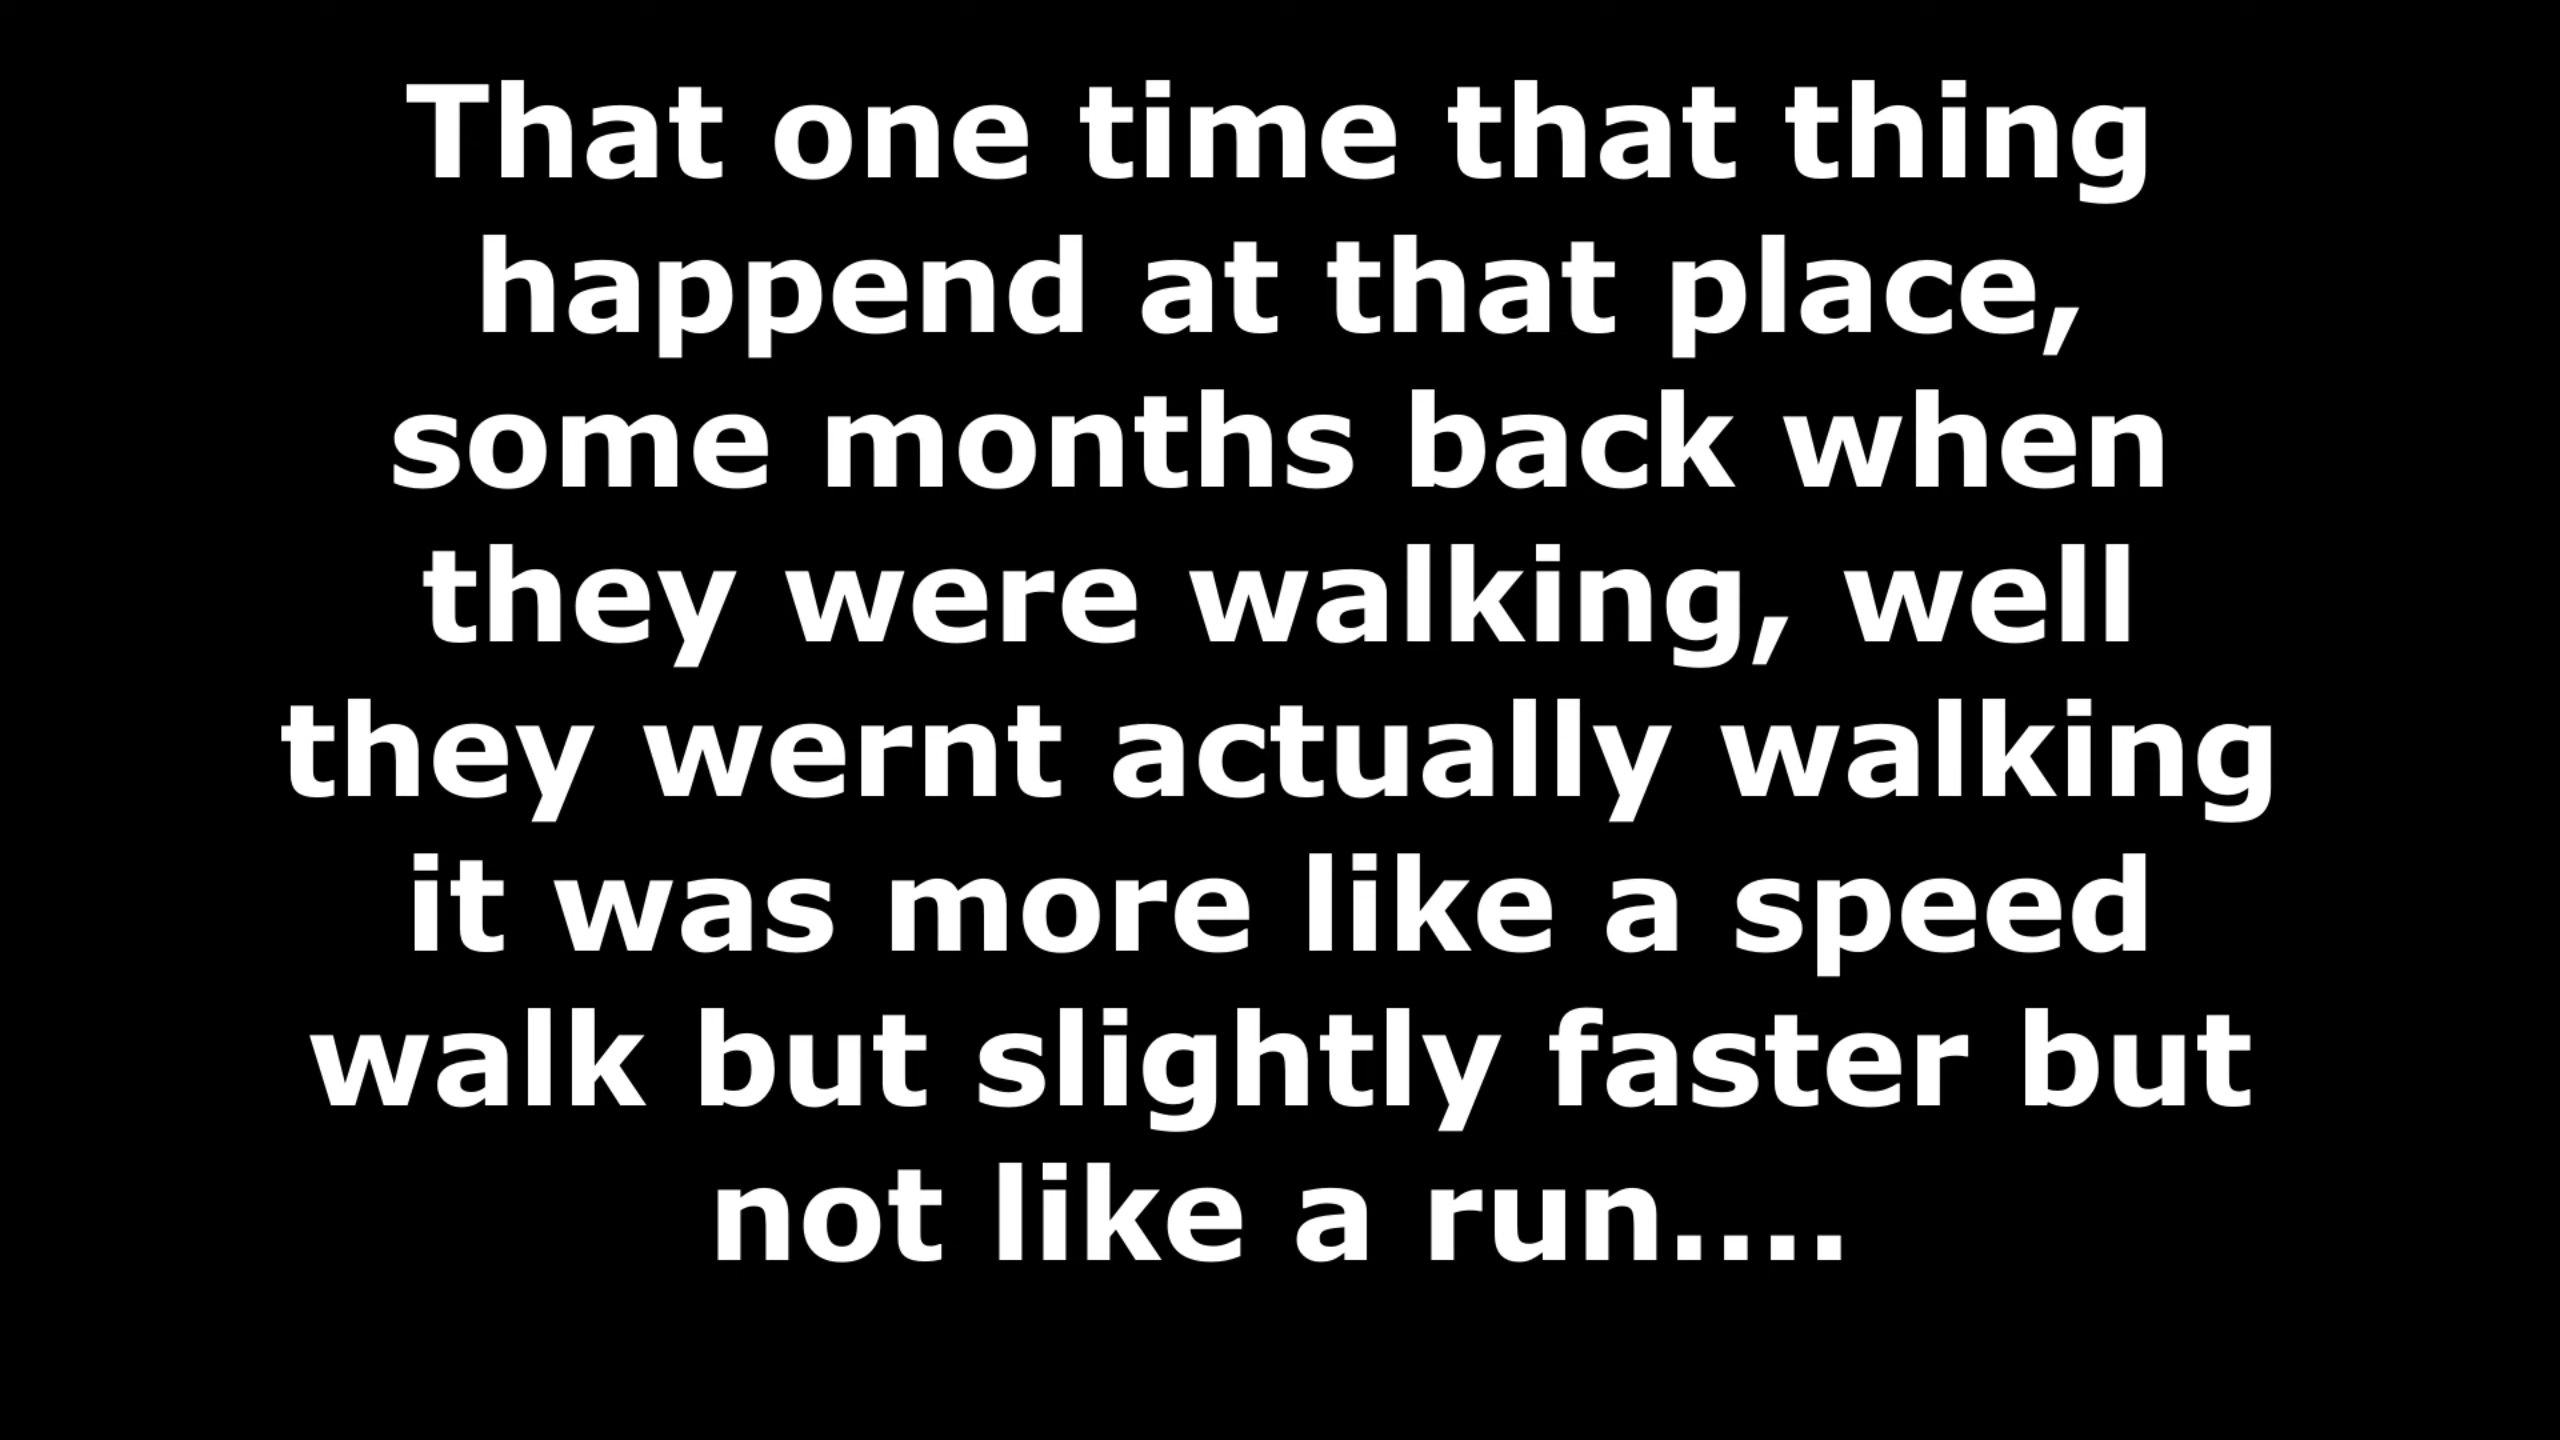 That one time that thing
happend at that place,
some months back when
they were walking, well
they wernt actually walking
it was more like a speed
walk but slightly faster but
not like a run....